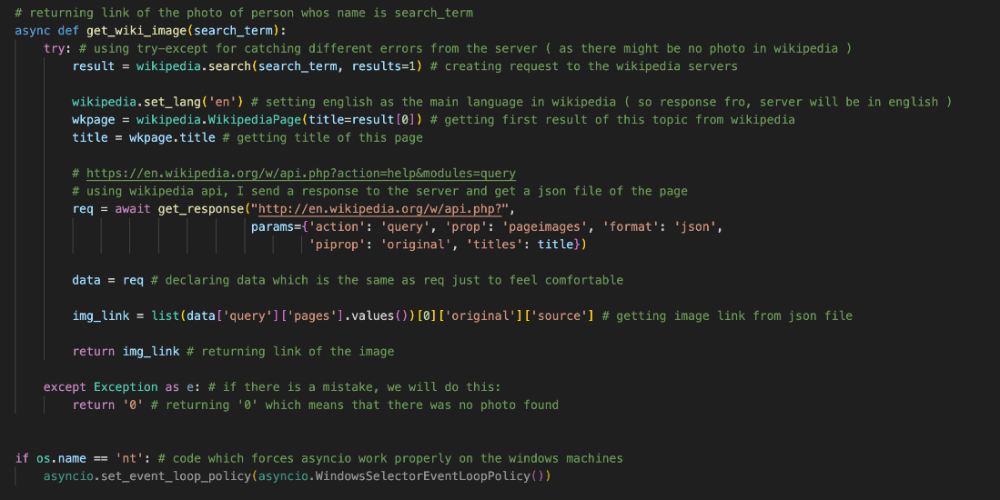 # returning link of the photo of person whos name is search_term
async def get_wiki_image(search_term):
    try: # using try-except for catching different errors from the server ( as there might be no photo in wikipedia )
        result = wikipedia.search(search_term, results=1) # creating request to the wikipedia servers

        wikipedia.set_lang('en') # setting english as the main language in wikipedia ( so response fro, server will be in english )
        wkpage = wikipedia.WikipediaPage(title=result[0]) # getting first result of this topic from wikipedia
        title = wkpage.title # getting title of this page

        # https://en.wikipedia.org/w/api.php?action=help&modules=query
        # using wikipedia api, I send a response to the server and get a json file of the page
        req = await get_response("http://en.wikipedia.org/w/api.php?",
                                 params={'action': 'query', 'prop': 'pageimages', 'format': 'json',
                                         'piprop': 'original', 'titles': title})

        data = req # declaring data which is the same as req just to feel comfortable

        img_link = list(data['query']['pages'].values())[0]['original']['source'] # getting image link from json file

        return img_link # returning link of the image

    except Exception as e: # if there is a mistake, we will do this:
        return '0' # returning '0' which means that there was no photo found


if os.name == 'nt': # code which forces asyncio work properly on the windows machines
    asyncio.set_event_loop_policy(asyncio.WindowsSelectorEventLoopPolicy())